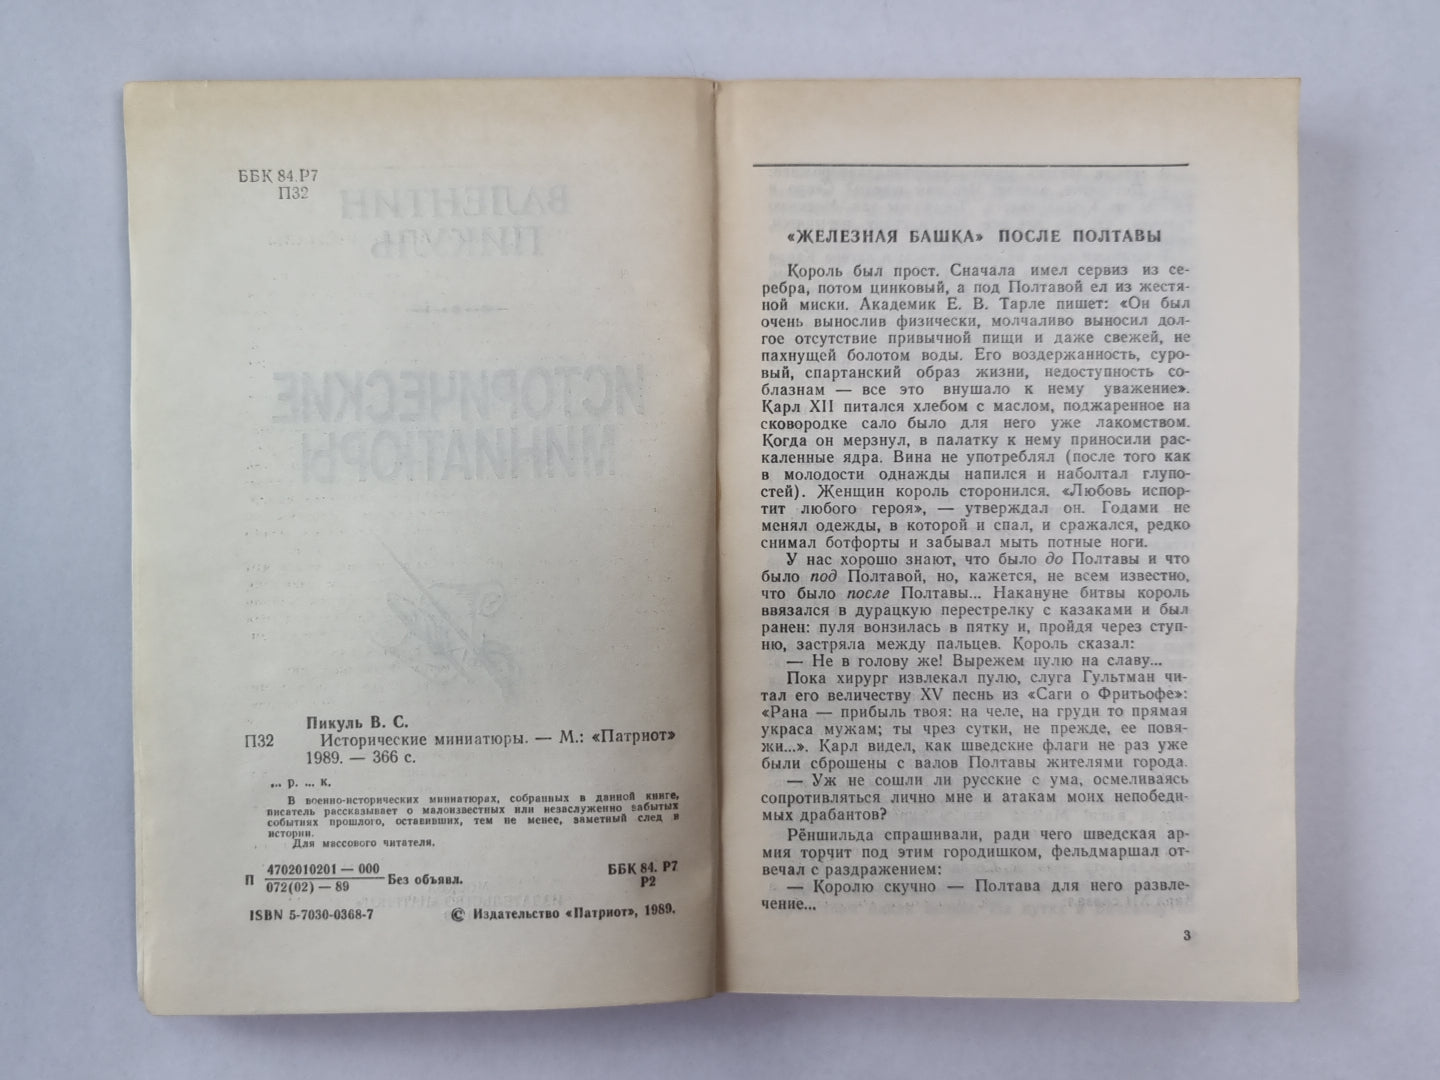 ББК 84.Р7
П32
Пикуль В. С.
П32 Исторические миниатюры. — М.: «Патриот»
1989. — 366 с.
... р. ... к.
В военно-исторических миниатюрах, собранных в данной книге,
писатель рассказывает о малоизвестных или незаслуженно забытых
событиях прошлого, оставивших, тем не менее, заметный след в
истории.
Для массового читателя.
П 4702010201 — 000 Без объявл.
072(02) — 89
ББК 84. Р7
Р2
ISBN 5-7030-0368-7
© Издательство «Патриот», 1989.
«ЖЕЛЕЗНАЯ БАШКА» ПОСЛЕ ПОЛТАВЫ
Король был прост. Сначала имел сервиз из се-
ребра, потом цинковый, а под Полтавой ел из жестя-
ной миски. Академик Е. В. Тарле пишет: «Он был
очень вынослив физически, молчаливо выносил дол-
гое отсутствие привычной пищи и даже свежей, не
пахнущей болотом воды. Его воздержанность, суро-
вый, спартанский образ жизни, недоступность со-
блазнам — все это внушало к нему уважение».
Карл XII питался хлебом с маслом, поджаренное на
сковородке сало было для него уже лакомством.
Когда он мерзнул, в палатку к нему приносили рас-
каленные ядра. Вина не употреблял (после того как
в молодости однажды напился и наболтал глупо-
стей). Женщин король сторонился. «Любовь испор-
тит любого героя», — утверждал он. Годами не
менял одежды, в которой и спал, и сражался, редко
снимал ботфорты и забывал мыть потные ноги.
У нас хорошо знают, что было до Полтавы и что
было под Полтавой, но, кажется, не всем известно,
что было после Полтавы... Накануне битвы король
ввязался в дурацкую перестрелку с казаками и был
ранен: пуля вонзилась в пятку и, пройдя через ступ-
ню, застряла между пальцев. Король сказал:
— Не в голову же! Вырежем пулю на славу...
Пока хирург извлекал пулю, слуга Гультман чи-
тал его величеству XV песнь из «Саги о Фритьофе»:
«Рана — прибыль твоя: на челе, на груди то прямая
украса мужам; ты чрез сутки, не прежде, ее повя-
жи...». Карл видел, как шведские флаги не раз уже
были сброшены с валов Полтавы жителями города.
— Уж не сошли ли русские с ума, осмеливаясь
сопротивляться лично мне и атакам моих непобеди-
мых драбантов?
Рёншильда спрашивали, ради чего шведская ар-
мия торчит под этим городишком, фельдмаршал от-
вечал с раздражением:
— Королю скучно — Полтава для него развле-
чение...
3